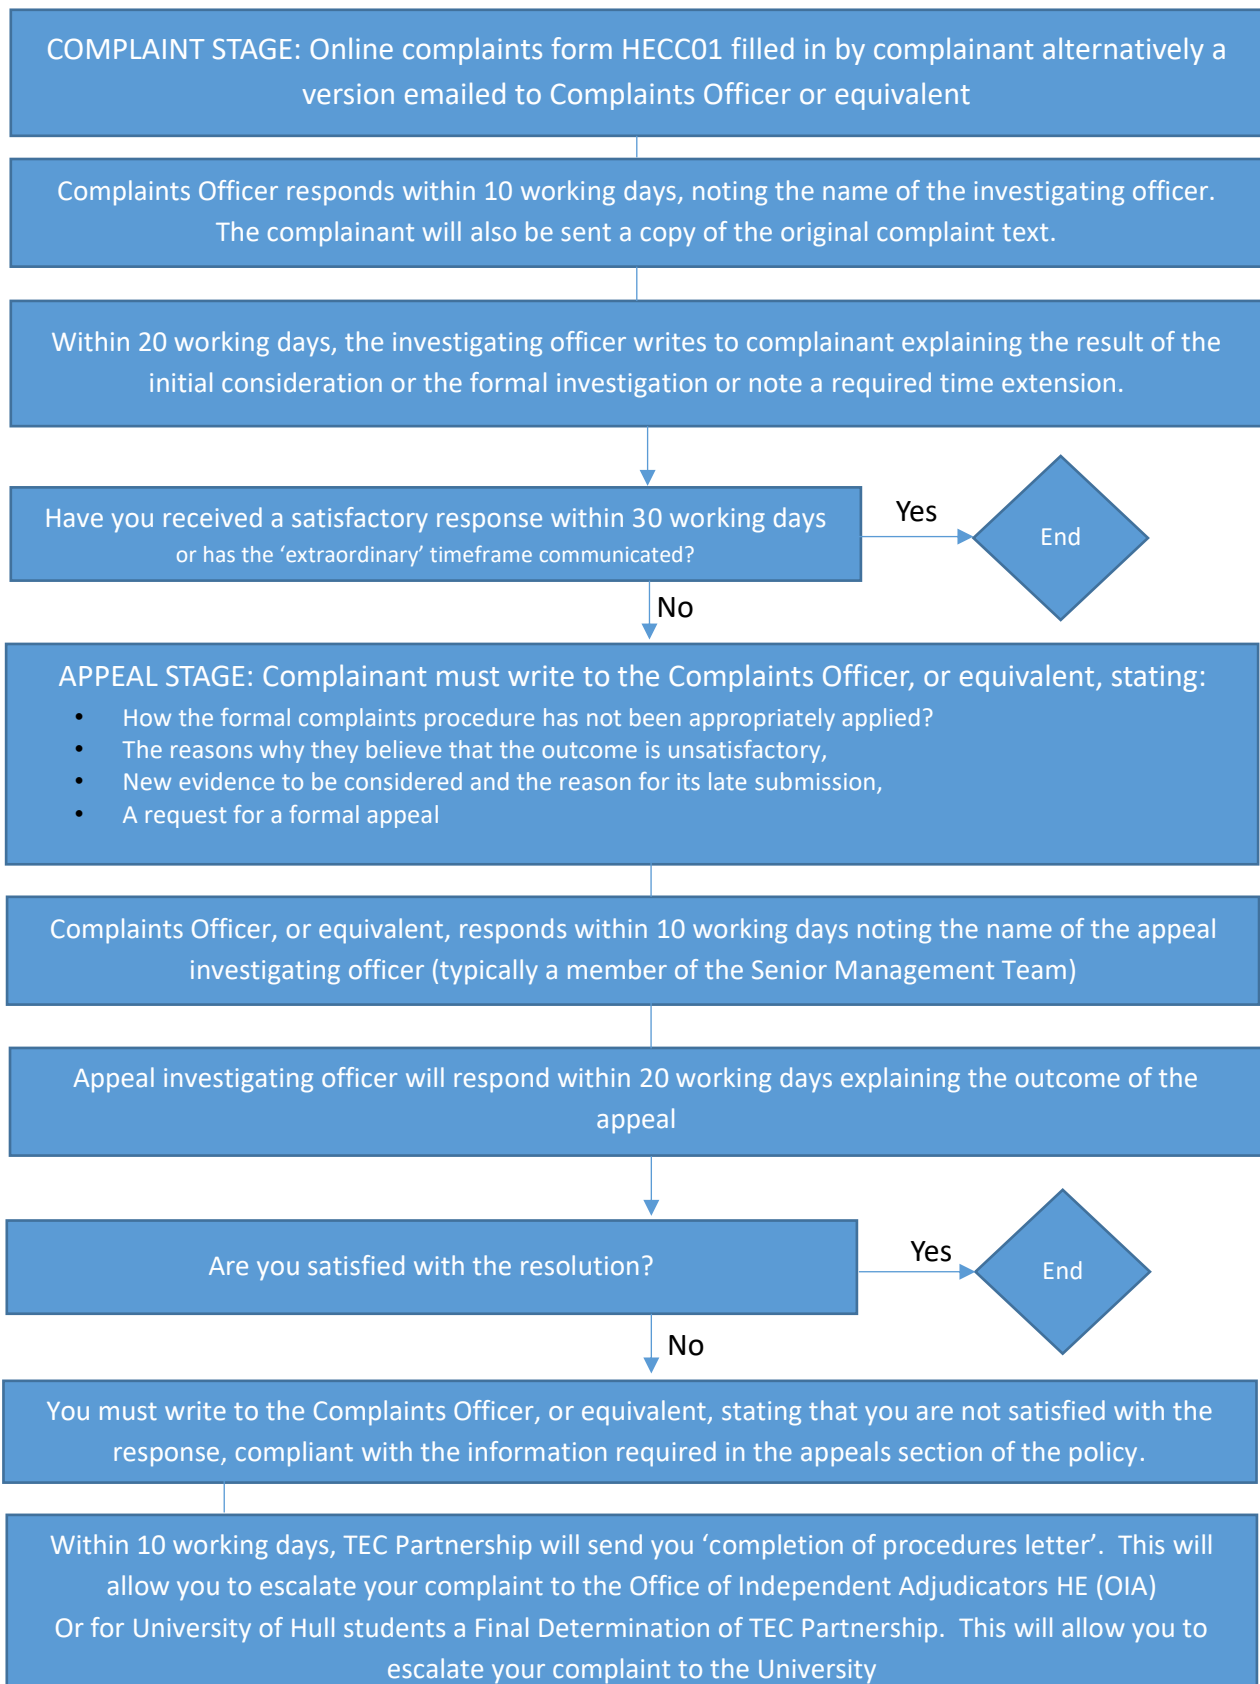 COMPLAINT STAGE: Online complaints form HECC01 filled in by complainant alternatively a
version emailed to Complaints Officer or equivalent
Complaints Officer responds within 10 working days, noting the name of the investigating officer.
The complainant will also be sent a copy of the original complaint text.
Within 20 working days, the investigating officer writes to complainant explaining the result of the
initial consideration or the formal investigation or note a required time extension.
Have you received a satisfactory response within 30 working days
or has the ‘extraordinary’ timeframe communicated?
Yes
End
No
APPEAL STAGE: Complainant must write to the Complaints Officer, or equivalent, stating:
• How the formal complaints procedure has not been appropriately applied?
• The reasons why they believe that the outcome is unsatisfactory,
• New evidence to be considered and the reason for its late submission,
• A request for a formal appeal
Complaints Officer, or equivalent, responds within 10 working days noting the name of the appeal
investigating officer (typically a member of the Senior Management Team)
Appeal investigating officer will respond within 20 working days explaining the outcome of the
appeal
Are you satisfied with the resolution?
Yes
End
No
You must write to the Complaints Officer, or equivalent, stating that you are not satisfied with the
response, compliant with the information required in the appeals section of the policy.
Within 10 working days, TEC Partnership will send you ‘completion of procedures letter’. This will
allow you to escalate your complaint to the Office of Independent Adjudicators HE (OIA)
Or for University of Hull students a Final Determination of TEC Partnership. This will allow you to
escalate your complaint to the University